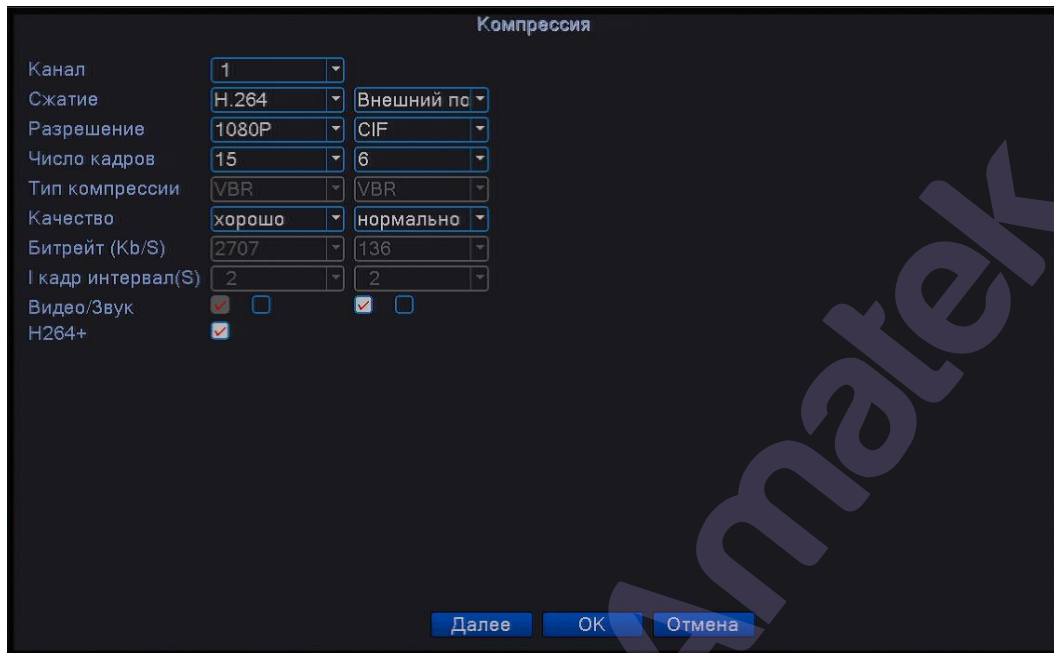 Компрессия
Канал 1
Сжатие H.264 Внешний по
Разрешение 1080P CIF
Число кадров 15 6
Тип компрессии VBR VBR
Качество хорошо нормально
Битрейт (Kb/S) 2707 136
I кадр интервал(S) 2 2
Видео/Звук
H264+
Amatek
Далее OK Отмена